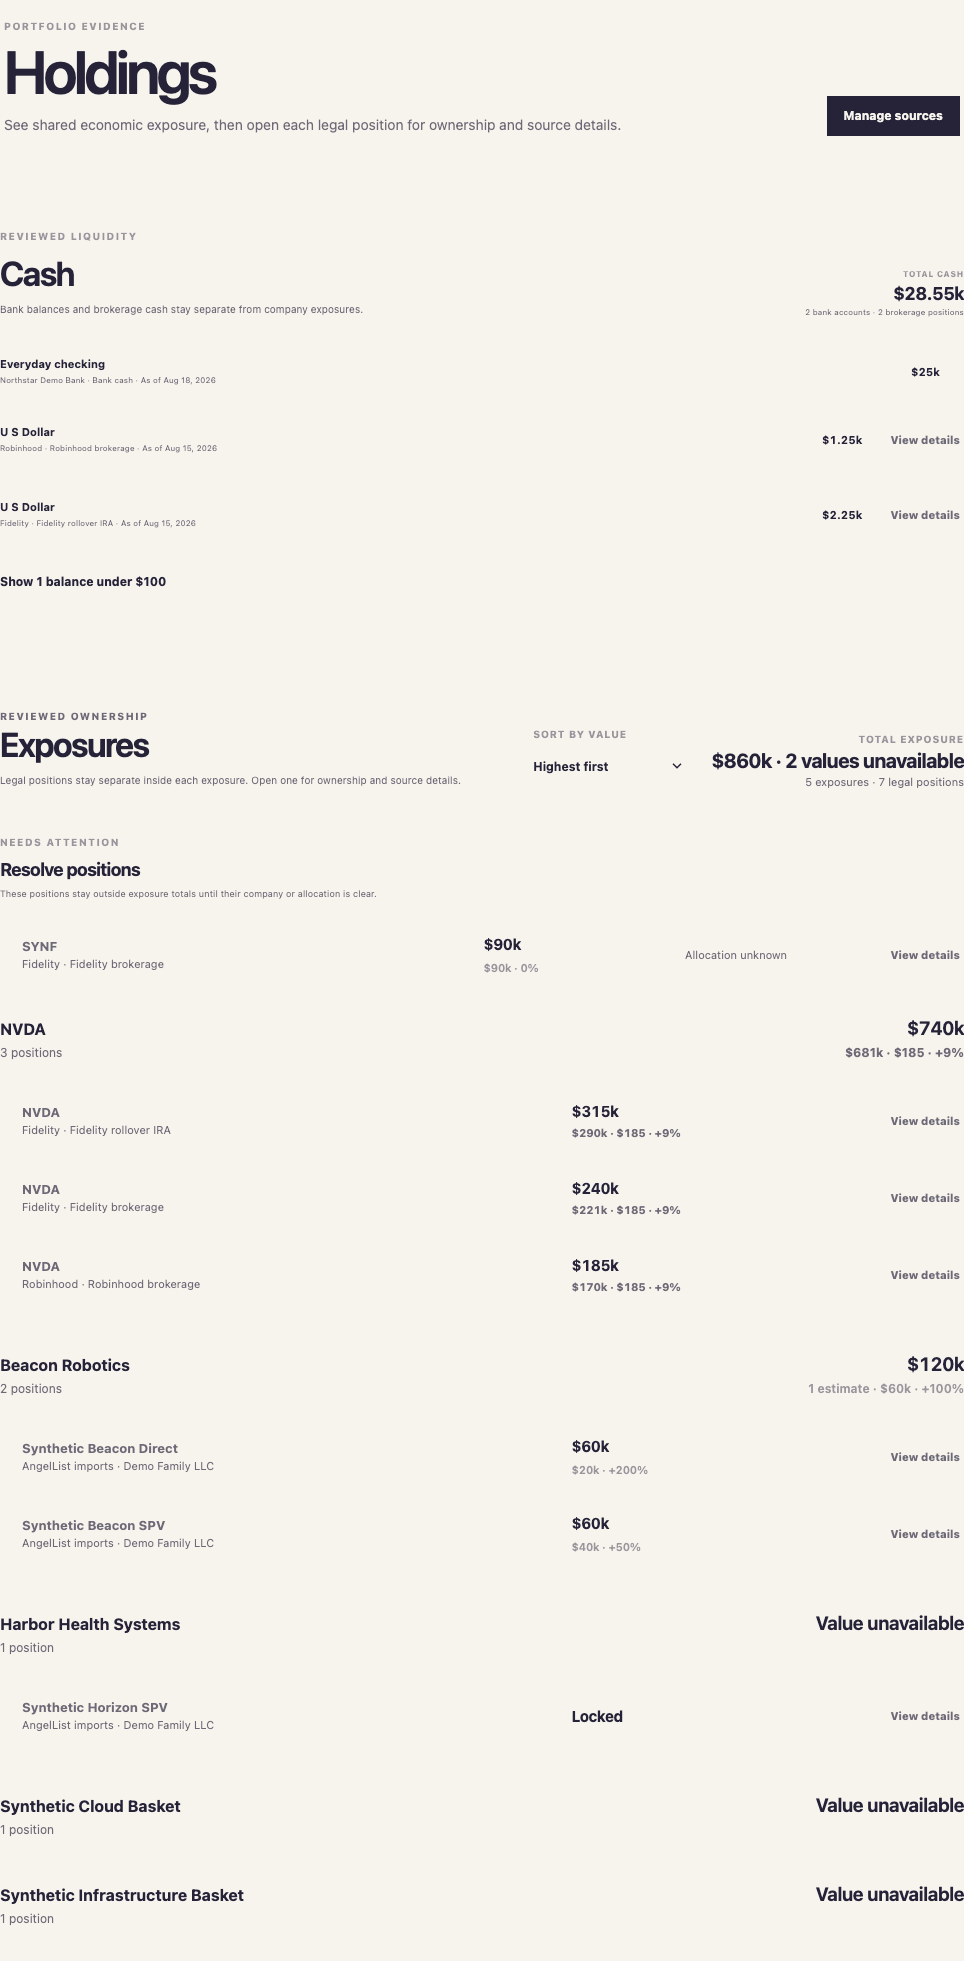 PORTFOLIO EVIDENCE
Holdings
See shared economic exposure, then open each legal position for ownership and source details.
Manage sources
REVIEWED LIQUIDITY
Cash
Bank balances and brokerage cash stay separate from company exposures.
TOTAL CASH
$28.55k
2 bank accounts · 2 brokerage positions
Everyday checking
Northstar Demo Bank · Bank cash · As of Aug 18, 2026
$25k
U S Dollar
Robinhood · Robinhood brokerage · As of Aug 15, 2026
$1.25k View details
U S Dollar
Fidelity · Fidelity rollover IRA · As of Aug 15, 2026
$2.25k View details
Show 1 balance under $100
REVIEWED OWNERSHIP
Exposures
Legal positions stay separate inside each exposure. Open one for ownership and source details.
SORT BY VALUE
Highest first
TOTAL EXPOSURE
$860k · 2 values unavailable
5 exposures · 7 legal positions
NEEDS ATTENTION
Resolve positions
These positions stay outside exposure totals until their company or allocation is clear.
SYNF
Fidelity · Fidelity brokerage
$90k
$90k · 0%
Allocation unknown
View details
NVDA
3 positions
$740k
$681k · $185 · +9%
NVDA
Fidelity · Fidelity rollover IRA
$315k
$290k · $185 · +9%
View details
NVDA
Fidelity · Fidelity brokerage
$240k
$221k · $185 · +9%
View details
NVDA
Robinhood · Robinhood brokerage
$185k
$170k · $185 · +9%
View details
Beacon Robotics
2 positions
$120k
1 estimate · $60k · +100%
Synthetic Beacon Direct
AngelList imports · Demo Family LLC
$60k
$20k · +200%
View details
Synthetic Beacon SPV
AngelList imports · Demo Family LLC
$60k
$40k · +50%
View details
Harbor Health Systems
1 position
Value unavailable
Synthetic Horizon SPV
AngelList imports · Demo Family LLC
Locked
View details
Synthetic Cloud Basket
1 position
Value unavailable
Synthetic Infrastructure Basket
1 position
Value unavailable